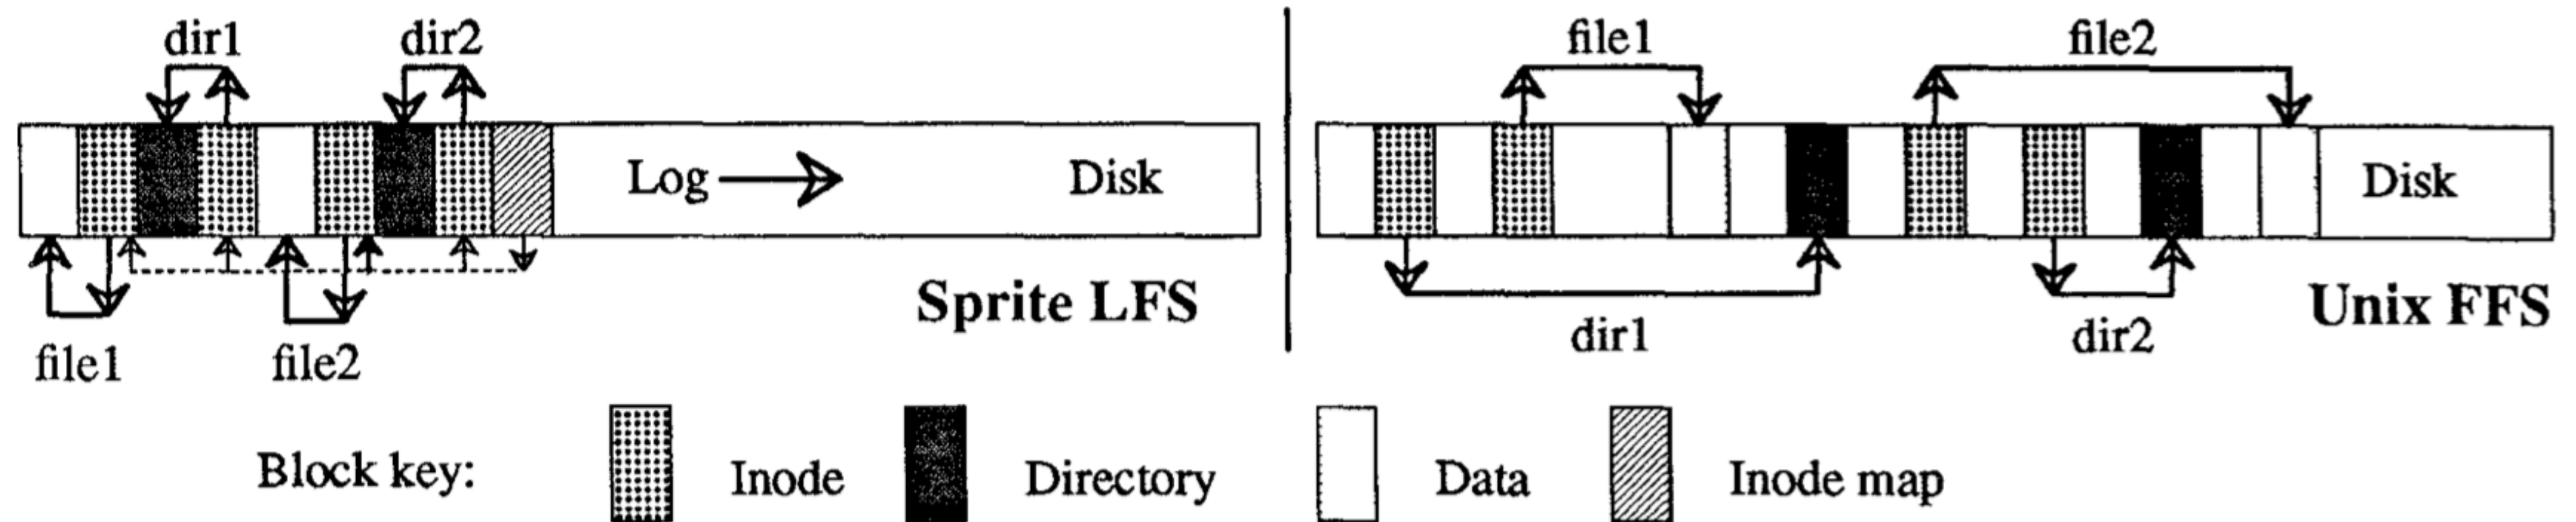 dir1 dir2 file1 file2
Log Disk Disk
Sprite LFS Unix FFS
file1 file2 dir1 dir2
Block key: Inode Directory Data Inode map